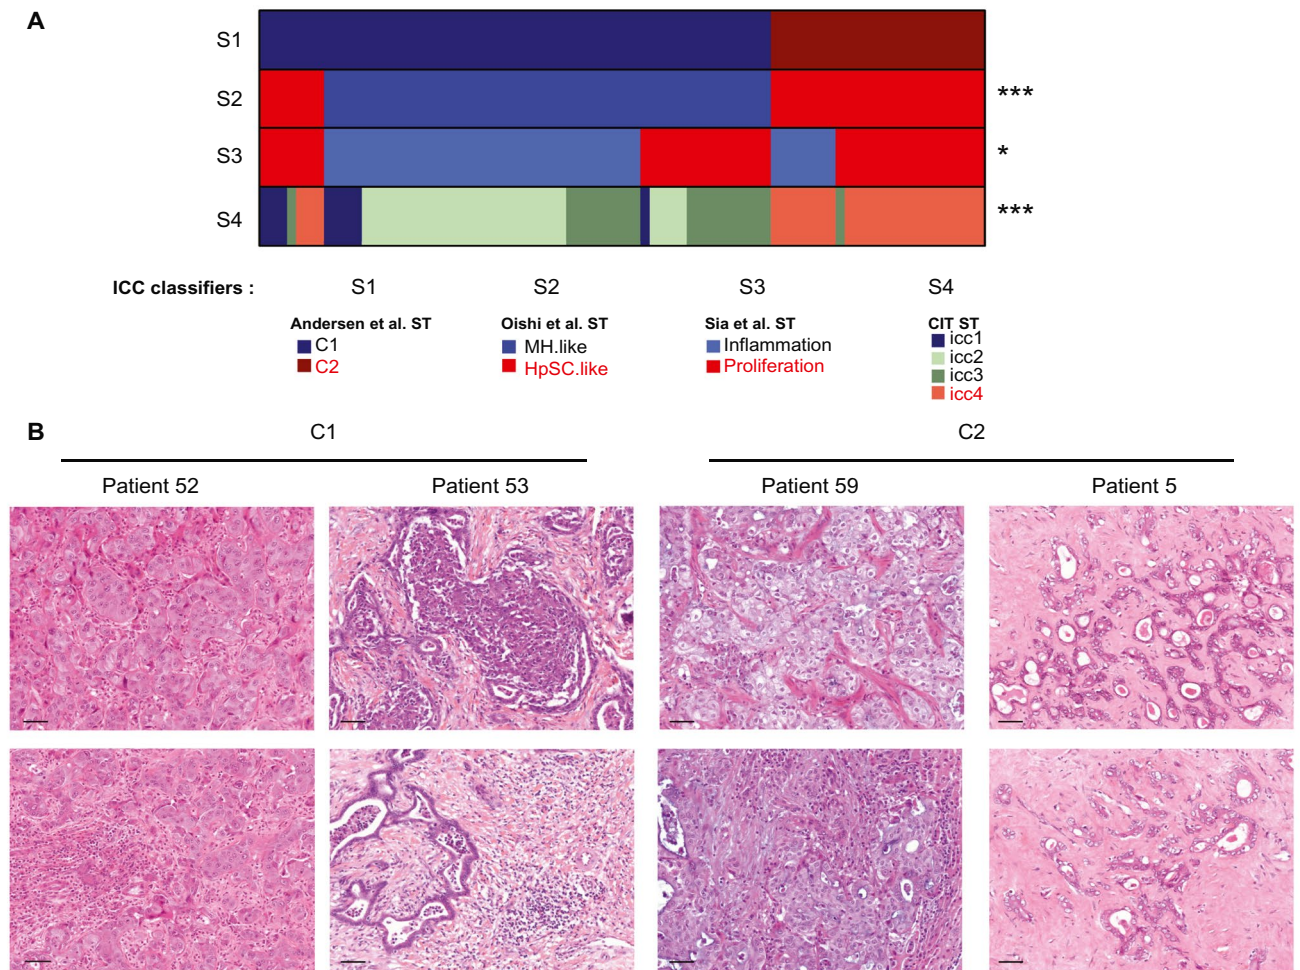 A
S1
S2
***
S3
*
S4
***
ICC classifiers :
S1
S2
S3
S4
Andersen et al. ST
Oishi et al. ST
Sia et al. ST
CIT ST
C1
C2
MH.like
HpSC.like
Inflammation
Proliferation
icc1
icc2
icc3
icc4
B
C1
C2
Patient 52
Patient 53
Patient 59
Patient 5